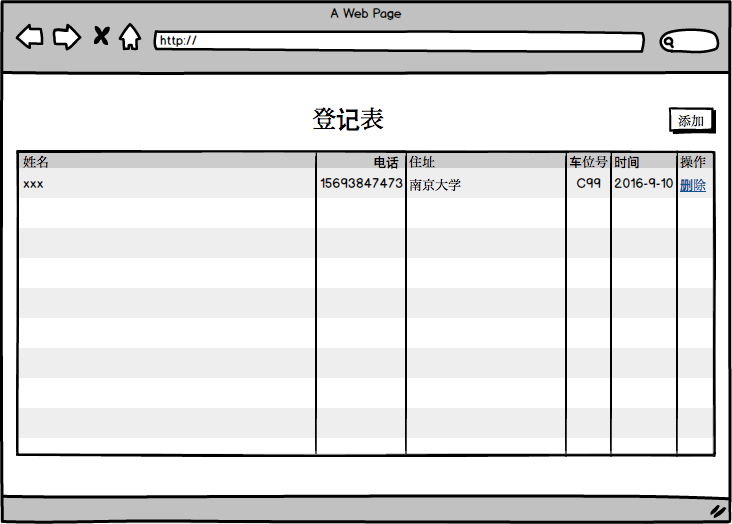 A Web Page
http://
登记表
添加
姓名 电话 住址 车位号 时间 操作
xxx 15693847473 南京大学 C99 2016-9-10 删除